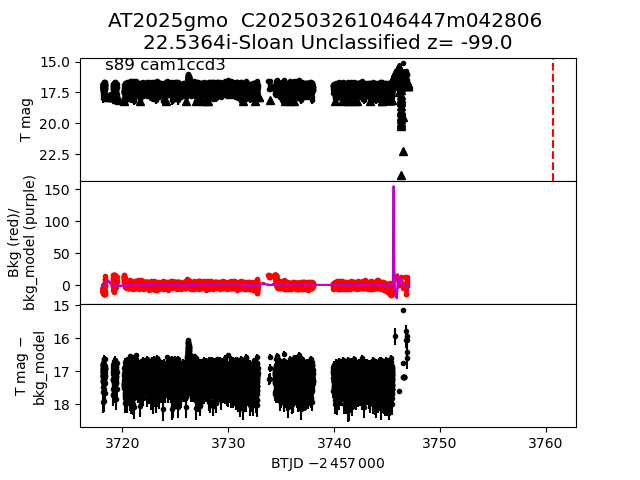 AT2025gmo  C202503261046447m042806
22.5364i-Sloan Unclassified z= -99.0
s89 cam1ccd3
T mag
15.0
17.5
20.0
22.5
Bkg (red)/
bkg_model (purple)
150
100
50
0
T mag −
bkg_model
15
16
17
18
3720
3730
3740
3750
3760
BTJD −2 457 000